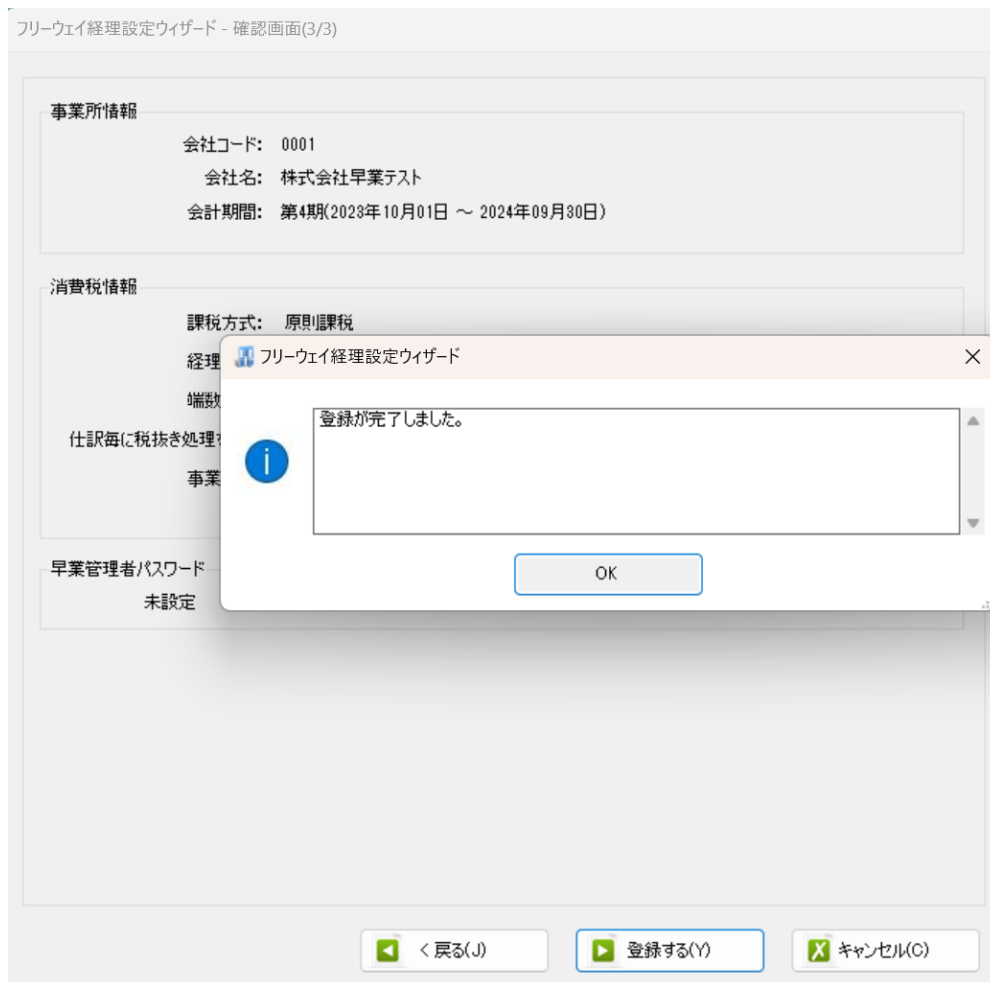 フリーウェイ経理設定ウィザード - 確認画面(3/3)
事業所情報
会社コード: 0001
会社名: 株式会社早業テスト
会計期間: 第4期(2023年10月01日 ～ 2024年09月30日)
消費税情報
課税方式: 原則課税
経理
端数
仕訳毎に税抜き処理
事業
フリーウェイ経理設定ウィザード
登録が完了しました。
OK
早業管理者パスワード
未設定
< 戻る(J)
登録する(Y)
キャンセル(C)